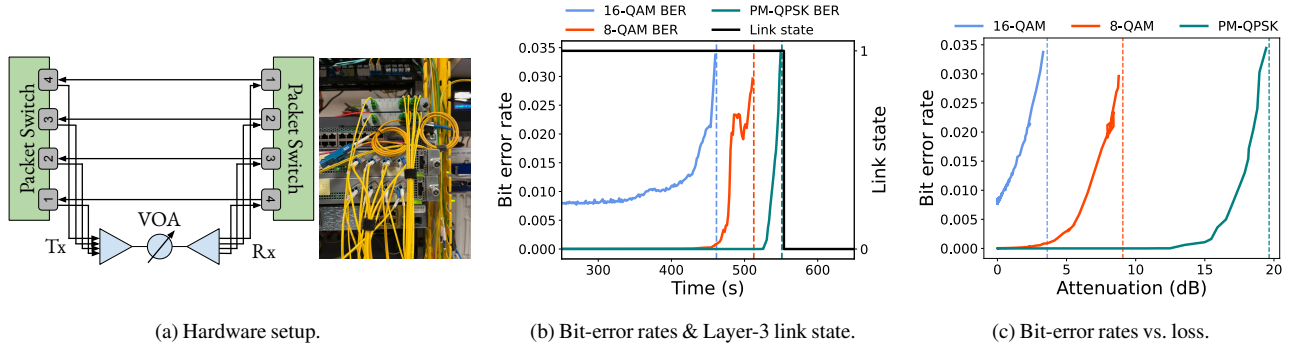 Packet Switch
4
3
2
1
Packet Switch
1
2
3
4
Tx
VOA
Rx
(a) Hardware setup.
16-QAM BER
8-QAM BER
PM-QPSK BER
Link state
Bit error rate
0.035
0.030
0.025
0.020
0.015
0.010
0.005
0.000
1
0
Link state
300
400
500
600
Time (s)
(b) Bit-error rates & Layer-3 link state.
16-QAM
8-QAM
PM-QPSK
Bit error rate
0.035
0.030
0.025
0.020
0.015
0.010
0.005
0.000
0
5
10
15
20
Attenuation (dB)
(c) Bit-error rates vs. loss.